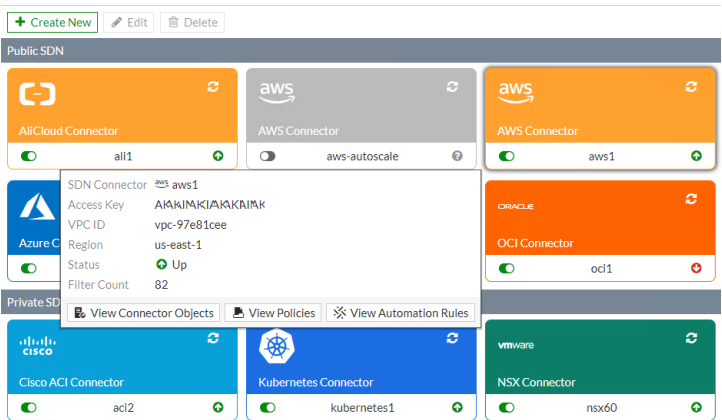 Create New Edit Delete
Public SDN
aws aws
AliCloud Connector AWS Connector AWS Connector
ali1 aws-autoscale aws1
SDN Connector aws aws1
Access Key
VPC ID vpc-97e81cee
ORACLE
Azure C Region us-east-1 OCI Connector
Status Up oci1
Filter Count 82
Private SD
View Connector Objects View Policies View Automation Rules
cisco vmware
Cisco ACI Connector Kubernetes Connector NSX Connector
aci2 kubernetes1 nsx60